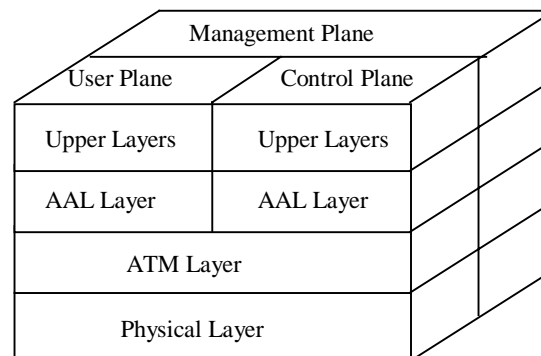 Management Plane
User Plane Control Plane
Upper Layers Upper Layers
AAL Layer AAL Layer
ATM Layer
Physical Layer